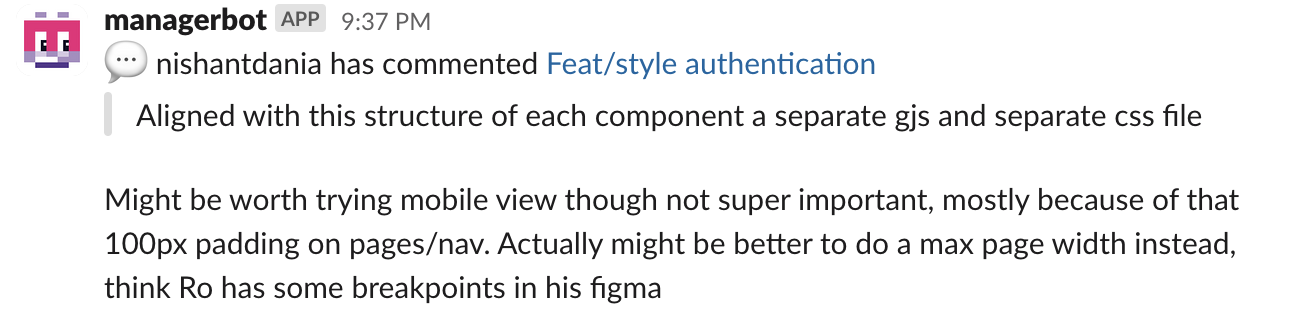 managerbot APP 9:37 PM
💬 nishantdania has commented Feat/style authentication
Aligned with this structure of each component a separate gjs and separate css file
Might be worth trying mobile view though not super important, mostly because of that
100px padding on pages/nav. Actually might be better to do a max page width instead,
think Ro has some breakpoints in his figma